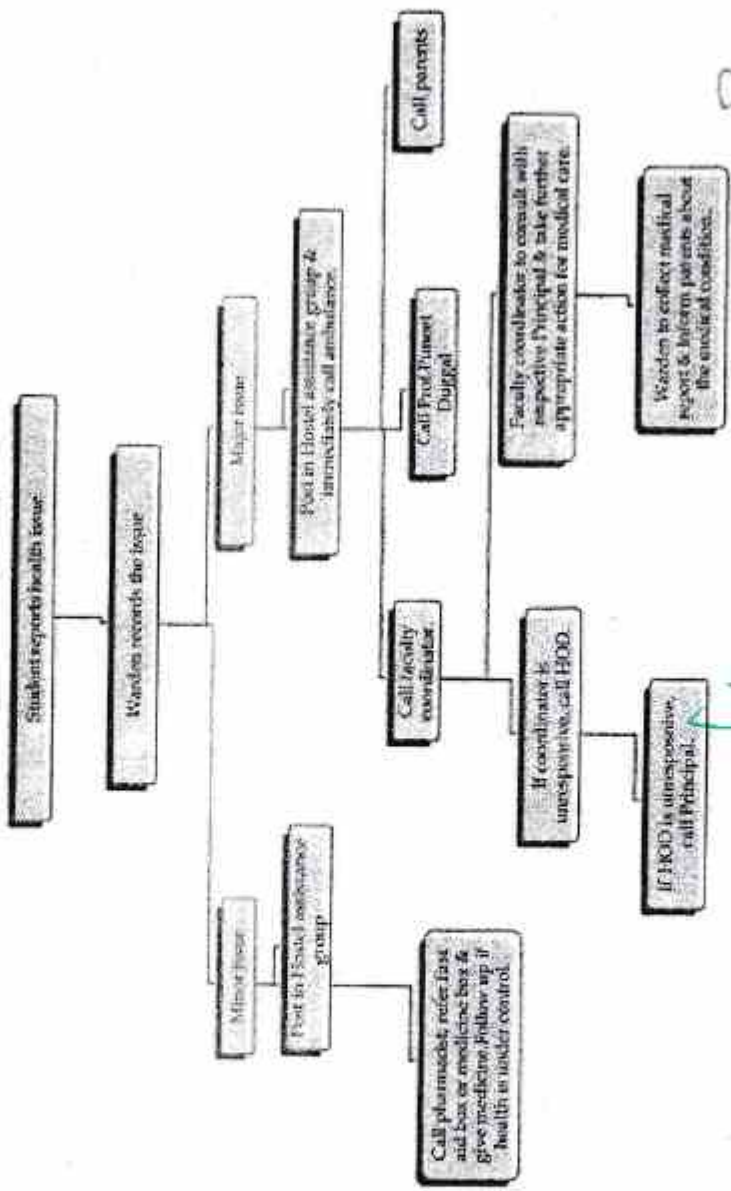 Student reports health issue
Warden records the issue
Minor issue
Major issue
Post in Hostel assistance
group
Post in Hostel assistance group &
immediately call ambulance.
Call pharmacist, refer fast
aid box or medicine box &
give medicine.Follow up if
health is under control.
Call faculty
coordinator.
Call Prof.Puneet
Duggal
Call parents
If coordinator is
unresponsive, call HOD.
Faculty coordinator to consult with
respective Principal & take further
appropriate action for medical care.
If HOD is unresposnive,
call Principal.
Warden to collect medical
report & Inform parents about
the medical condition.